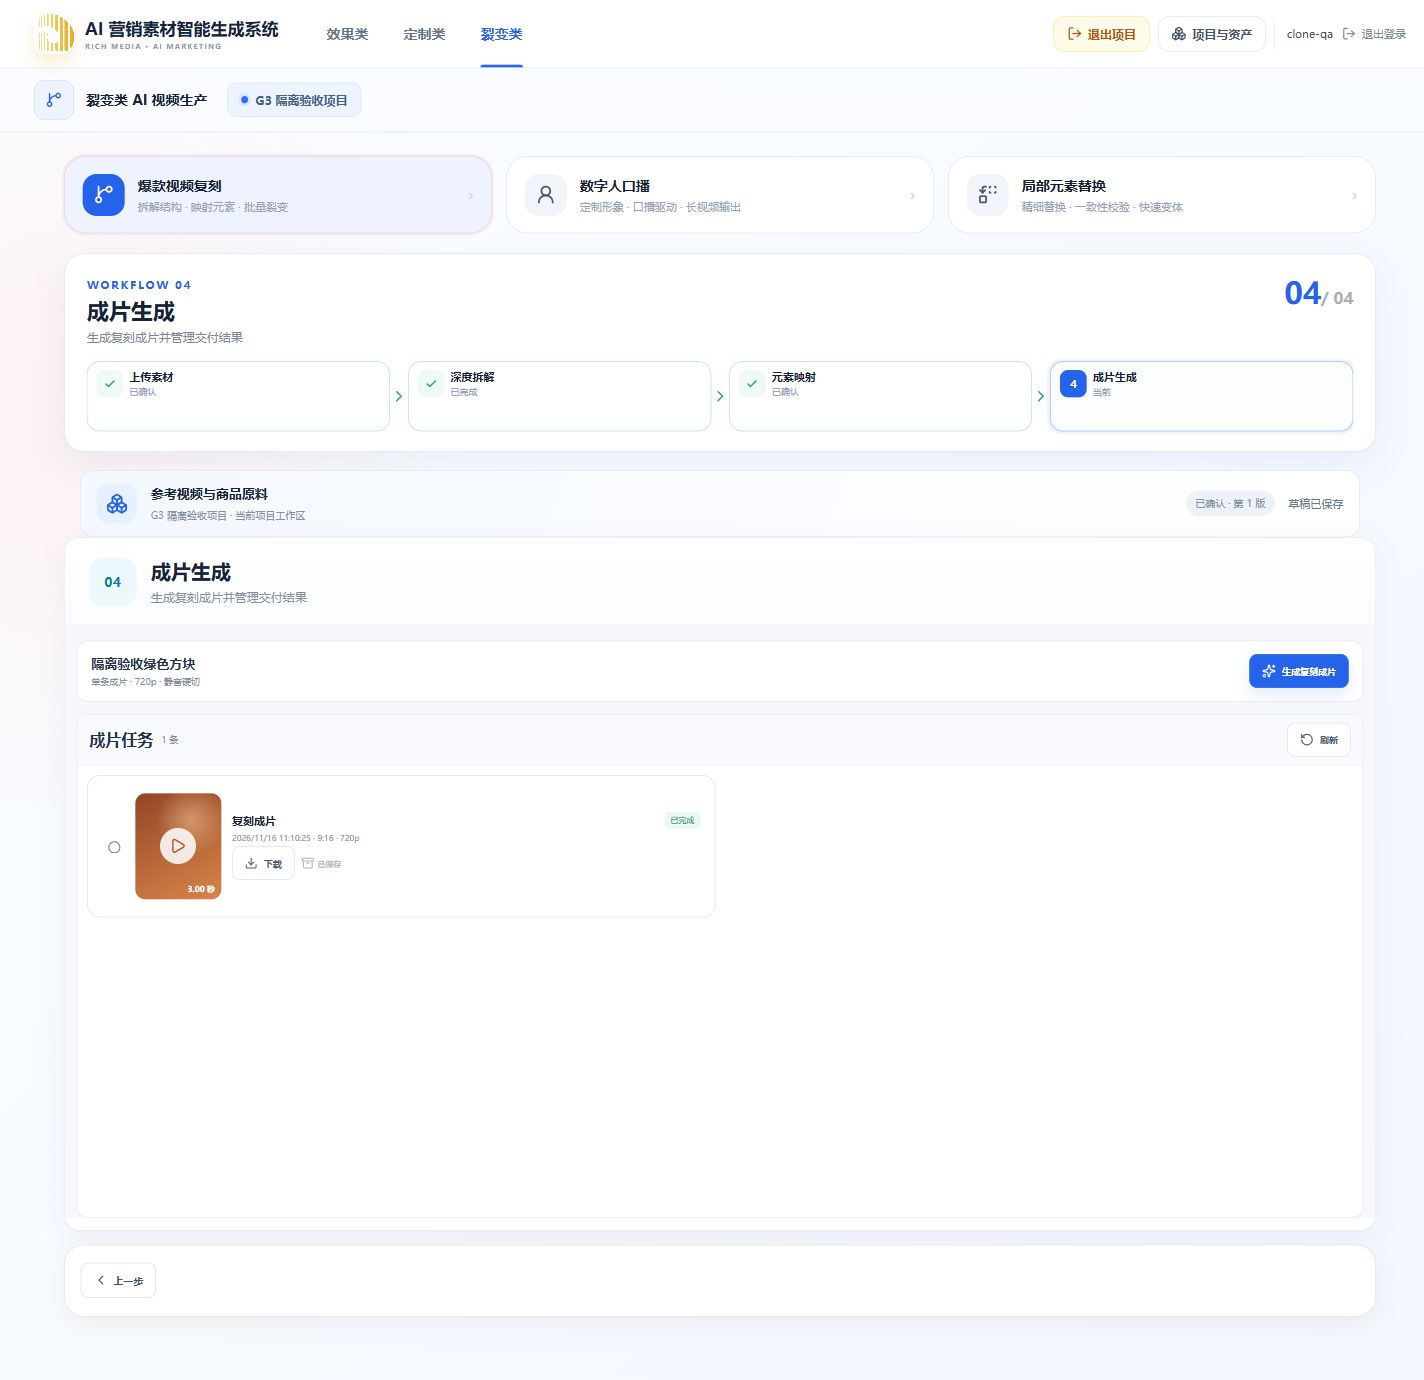 AI 营销素材智能生成系统
RICH MEDIA • AI MARKETING
效果类
定制类
裂变类
退出项目
项目与资产
clone-qa
退出登录
裂变类 AI 视频生产
G3 隔离验收项目
爆款视频复刻
拆解结构 · 映射元素 · 批量裂变
数字人口播
定制形象 · 口播驱动 · 长视频输出
局部元素替换
精细替换 · 一致性校验 · 快速变体
WORKFLOW 04
成片生成
生成复刻成片并管理交付结果
04/ 04
上传素材
已确认
深度拆解
已完成
元素映射
已确认
4
成片生成
当前
参考视频与商品原料
G3 隔离验收项目 · 当前项目工作区
已确认 · 第 1 版
草稿已保存
04
成片生成
生成复刻成片并管理交付结果
隔离验收绿色方块
单条成片 · 720p · 静音硬切
生成复刻成片
成片任务 1 条
刷新
3.00 秒
复刻成片
2026/11/16 11:10:25 · 9:16 · 720p
下载
已保存
已完成
上一步